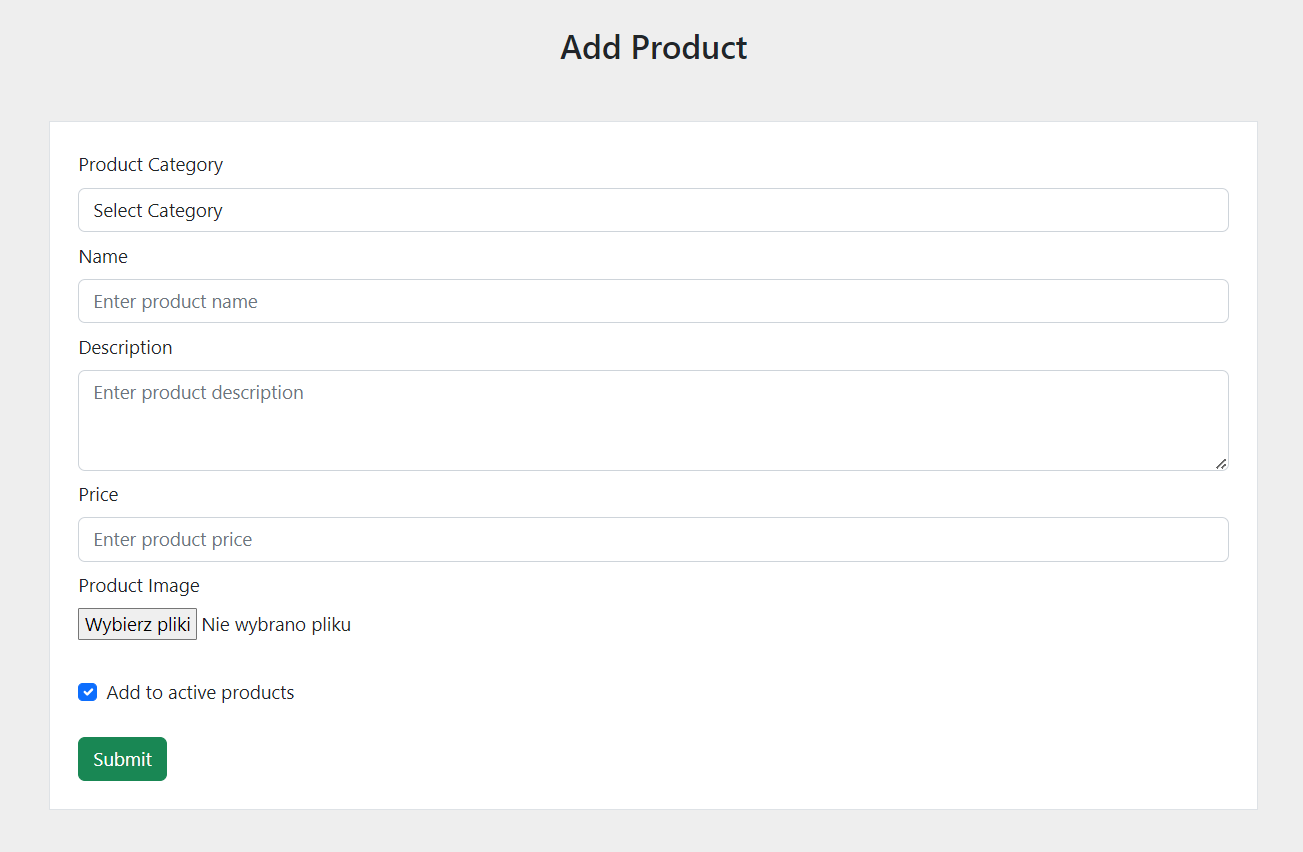 Add Product
Product Category
Select Category
Name
Enter product name
Description
Enter product description
Price
Enter product price
Product Image
Wybierz pliki Nie wybrano pliku
Add to active products
Submit